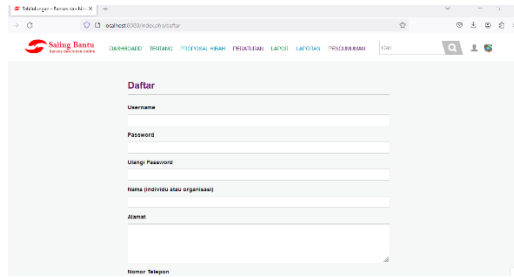 Saling Bantu
DASHBOARD TENTANG PROPOSAL HIBAH PERATURAN LAPOR LAPORAN PENGUMUMAN Cari
Daftar
Username
Password
Ulangi Password
Nama (individu atau organisasi)
Alamat
Nomor Telepon